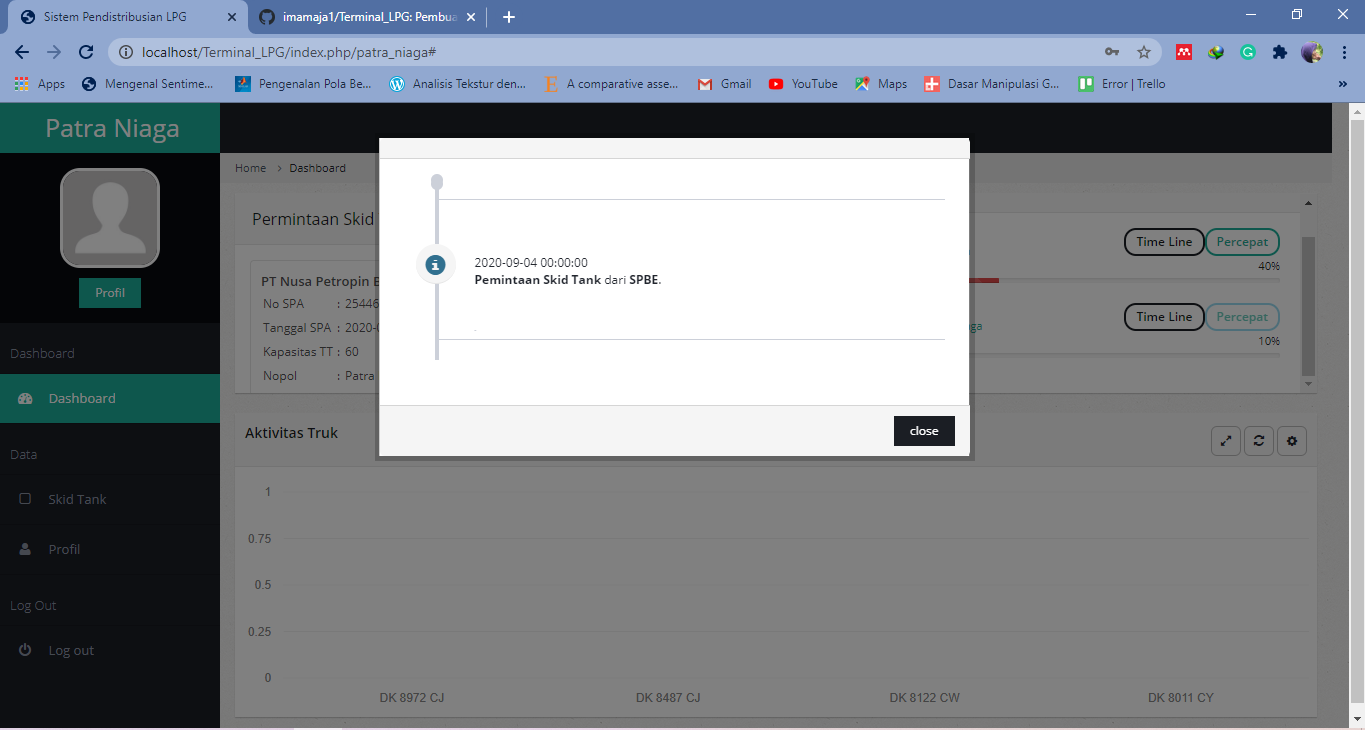 Sistem Pendistribusian LPG
imamaja1/Terminal_LPG: Pembua
localhost/Terminal_LPG/index.php/patra_niaga#
Apps
Mengenal Sentime...
Pengenalan Pola Be...
Analisis Tekstur den...
A comparative asse...
Gmail
YouTube
Maps
Dasar Manipulasi G...
Error | Trello
»
Patra Niaga
Profil
Dashboard
Dashboard
Data
Skid Tank
Profil
Log Out
Log out
Home > Dashboard
Permintaan Skid
PT Nusa Petropin B
No SPA : 25446
Tanggal SPA : 2020-0
Kapasitas TT : 60
Nopol : Patra
2020-09-04 00:00:00
Pemintaan Skid Tank dari SPBE.
close
Time Line Percepat
40%
Time Line Percepat
ga
10%
Aktivitas Truk
1
0.75
0.5
0.25
0
DK 8972 CJ DK 8487 CJ DK 8122 CW DK 8011 CY